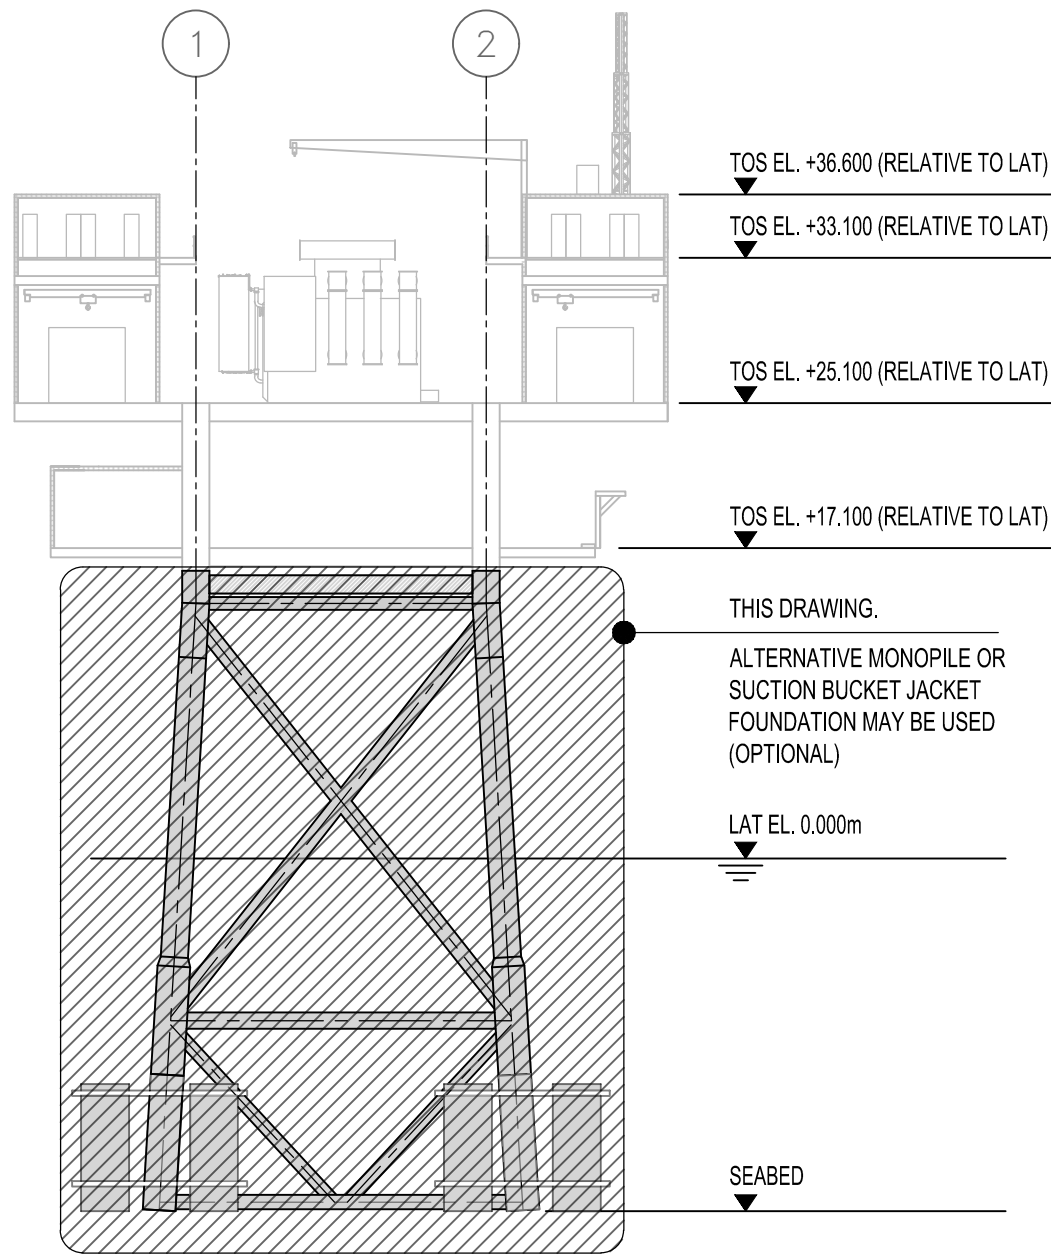 1
2
TOS EL. +36.600 (RELATIVE TO LAT)
TOS EL. +33.100 (RELATIVE TO LAT)
TOS EL. +25.100 (RELATIVE TO LAT)
TOS EL. +17.100 (RELATIVE TO LAT)
THIS DRAWING.
ALTERNATIVE MONOPILE OR
SUCTION BUCKET JACKET
FOUNDATION MAY BE USED
(OPTIONAL)
LAT EL. 0.000m
SEABED